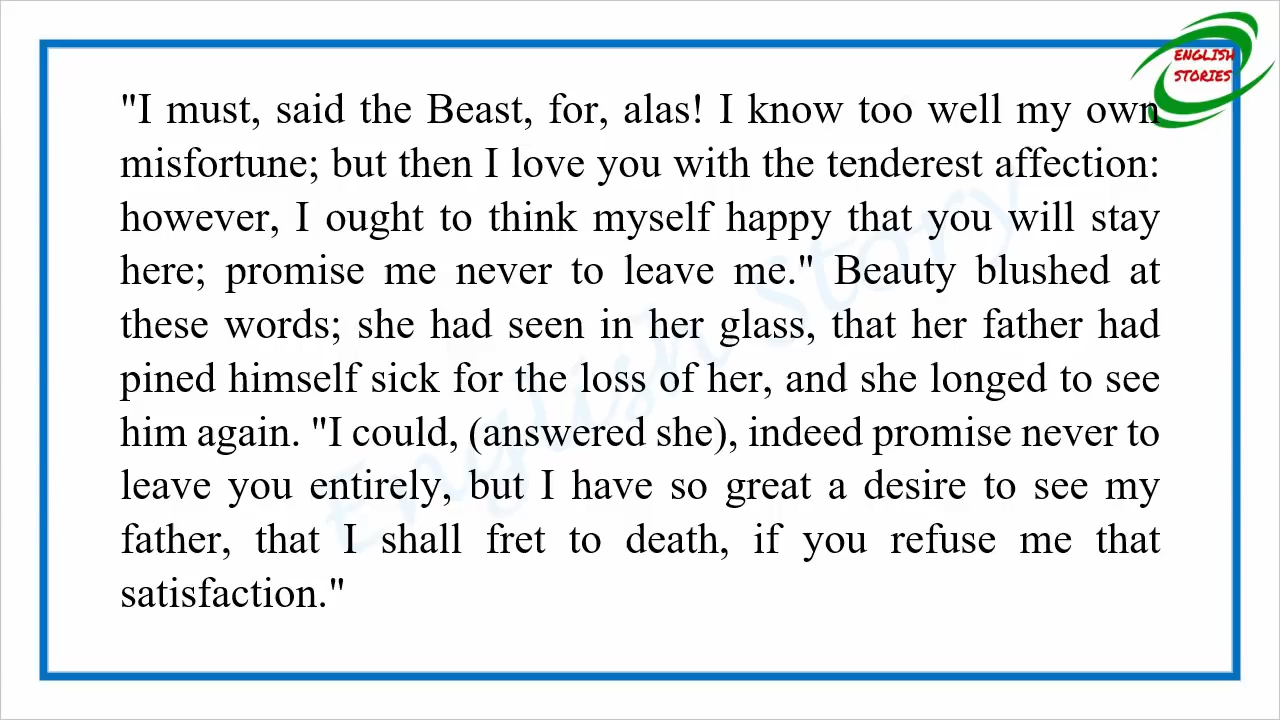 ENGLISH
STORIES
"I must, said the Beast, for, alas! I know too well my own
misfortune; but then I love you with the tenderest affection:
however, I ought to think myself happy that you will stay
here; promise me never to leave me." Beauty blushed at
these words; she had seen in her glass, that her father had
pined himself sick for the loss of her, and she longed to see
him again. "I could, (answered she), indeed promise never to
leave you entirely, but I have so great a desire to see my
father, that I shall fret to death, if you refuse me that
satisfaction."
English Story